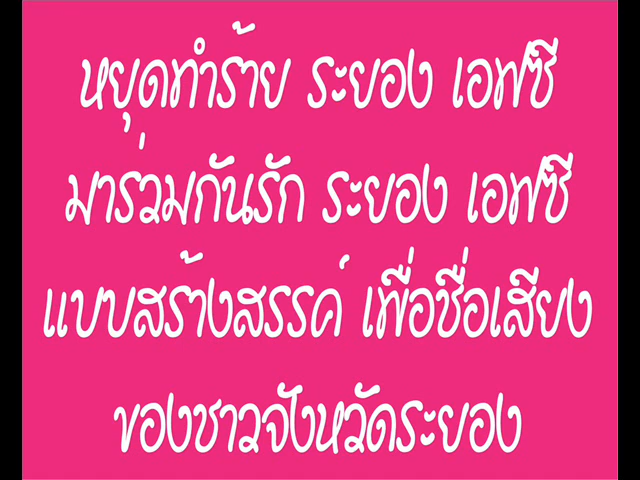 หยุดทำร้าย ระยอง เอฟซี
มาร่วมกันรัก ระยอง เอฟซี
แบบสร้างสรรค์ เพื่อชื่อเสียง
ของชาวจังหวัดระยอง